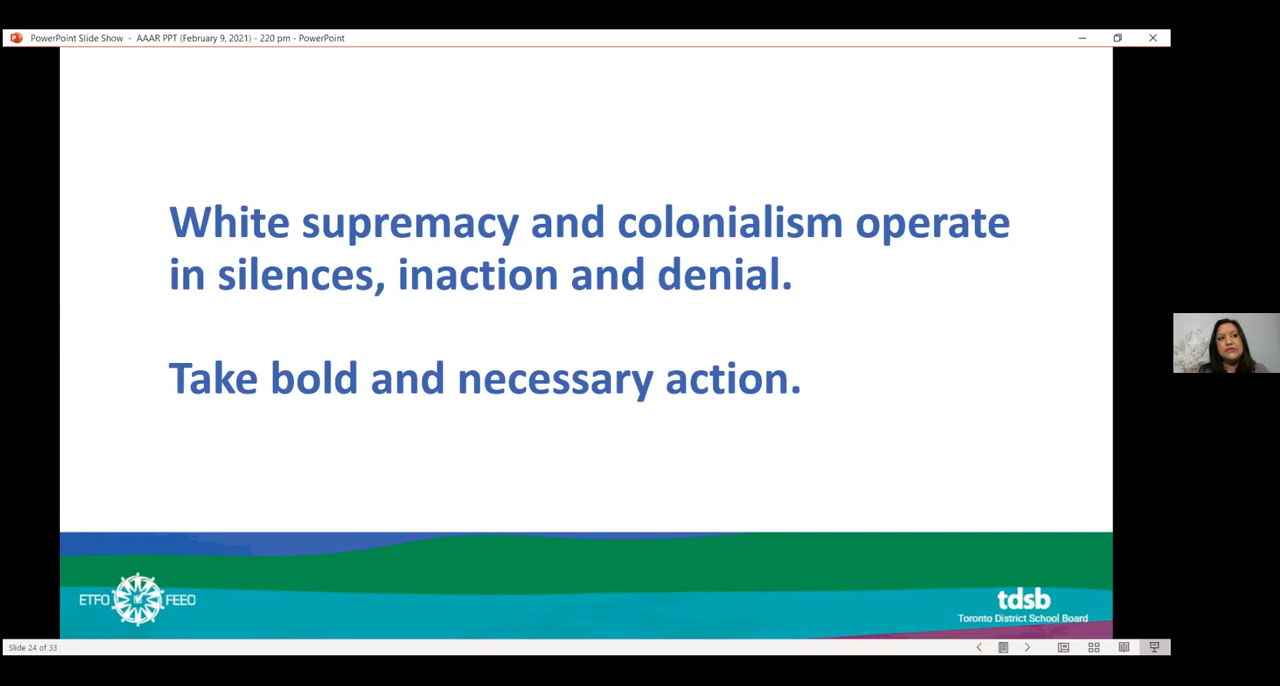 PowerPoint Slide Show - AAAR PPT (February 9, 2021) - 220 pm - PowerPoint
White supremacy and colonialism operate
in silences, inaction and denial.
Take bold and necessary action.
ETFO FEEO
tdsb
Toronto District School Board
Slide 24 of 33